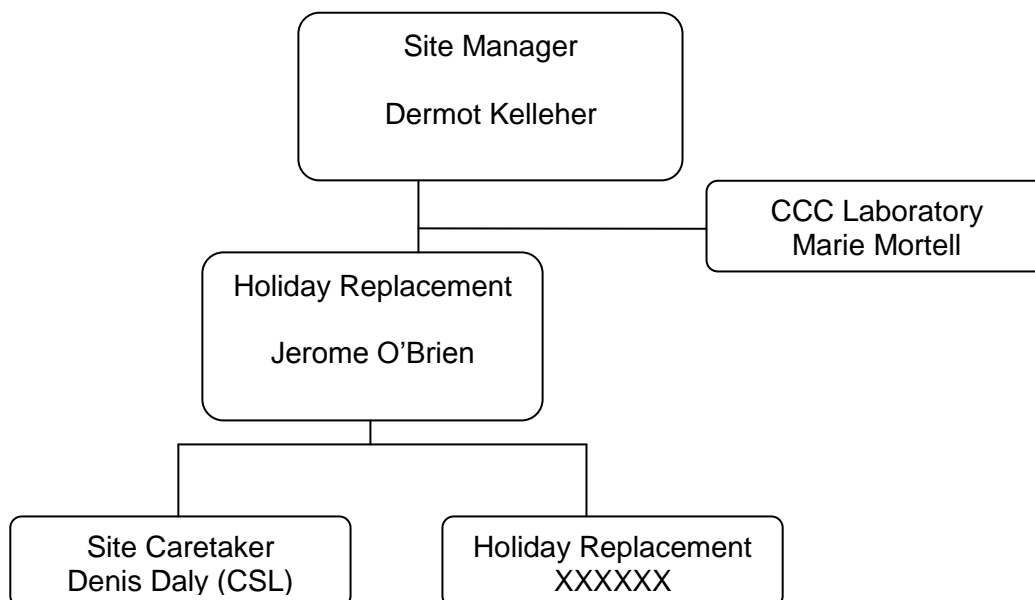 Site Manager
Dermot Kelleher
CCC Laboratory
Marie Mortell
Holiday Replacement
Jerome O’Brien
Site Caretaker
Denis Daly (CSL)
Holiday Replacement
XXXXXX